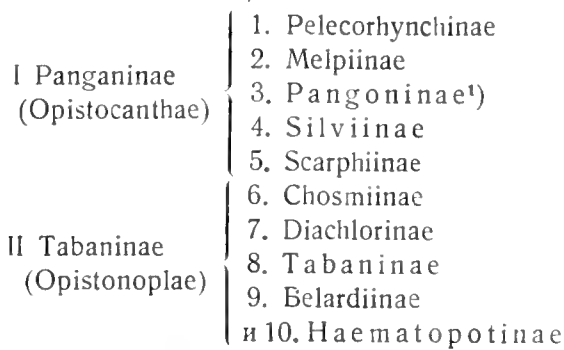 I Panganinae
(Opistocanthae)
1. Pelecorhynchinae
2. Melpiinae
3. Pangoninae¹)
4. Silviinae
5. Scarphiinae
II Tabaninae
(Opistonoplae)
6. Chosmiinae
7. Diachlorinae
8. Tabaninae
9. Belardiinae
и 10. Haematopotinae